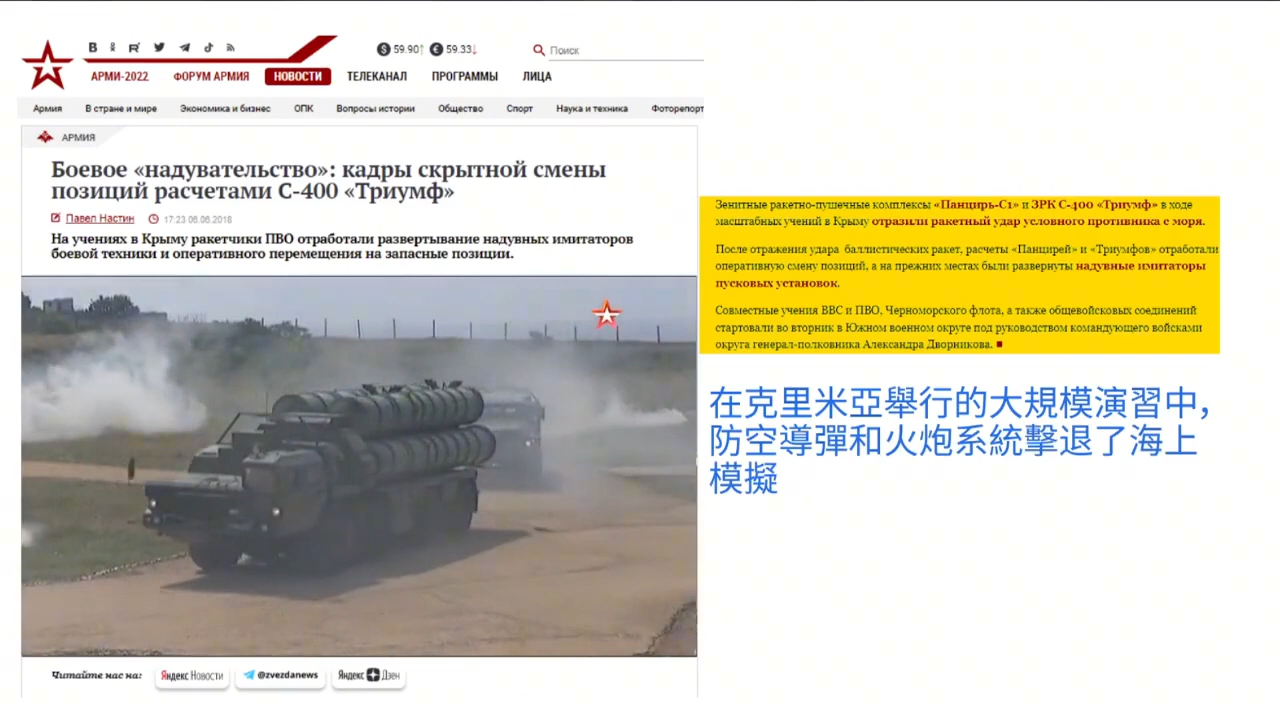 В
59.90↑ 59.33↓
Поиск
АРМИ-2022 ФОРУМ АРМИЯ НОВОСТИ ТЕЛЕКАНАЛ ПРОГРАММЫ ЛИЦА
Армия В стране и мире Экономика и бизнес ОПК Вопросы истории Общество Спорт Наука и техника Фоторепорт
АРМИЯ
Боевое «надувательство»: кадры скрытной смены
позиций расчетами С-400 «Триумф»
Павел Настин 17:23 06.06.2018
На учениях в Крыму ракетчики ПВО отработали развертывание надувных имитаторов
боевой техники и оперативного перемещения на запасные позиции.
Читайте нас на: Яндекс Новости @zvezdanews Яндекс Дзен
Зенитные ракетно-пушечные комплексы «Панцирь-С1» и ЗРК С-400 «Триумф» в ходе
масштабных учений в Крыму отразили ракетный удар условного противника с моря.
После отражения удара баллистических ракет, расчеты «Панцирей» и «Триумфов» отработали
оперативную смену позиций, а на прежних местах были развернуты надувные имитаторы
пусковых установок.
Совместные учения ВВС и ПВО, Черноморского флота, а также общевойсковых соединений
стартовали во вторник в Южном военном округе под руководством командующего войсками
округа генерал-полковника Александра Дворникова.
在克里米亞舉行的大規模演習中,
防空導彈和火炮系統擊退了海上
模擬